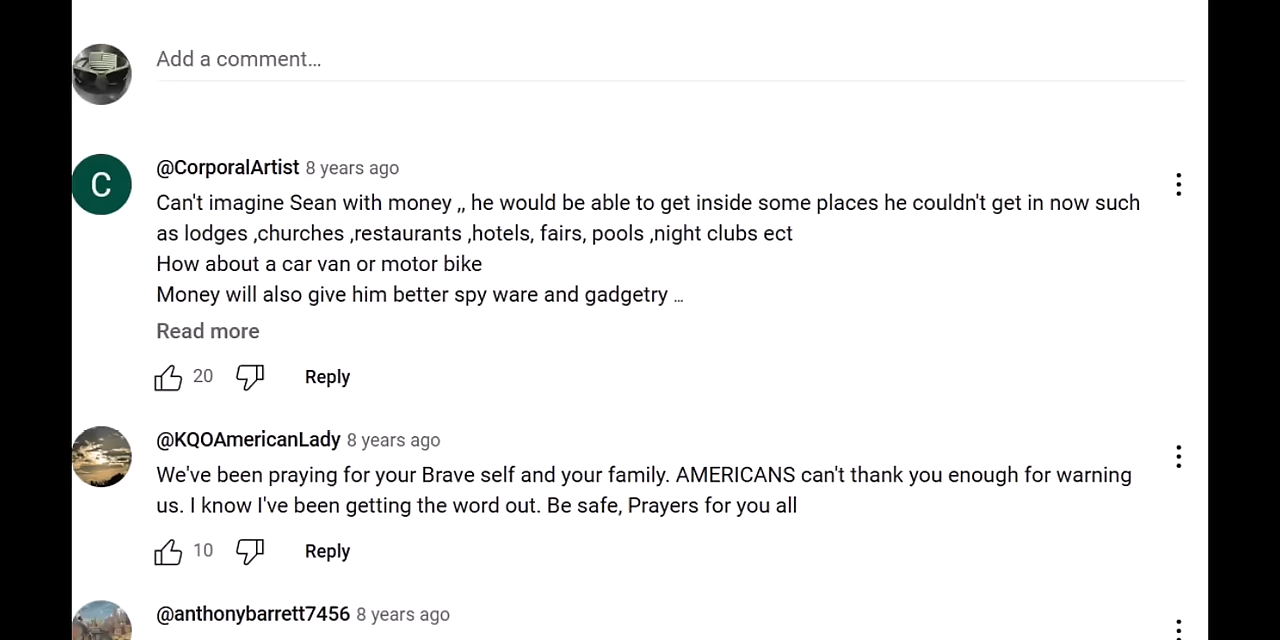 Add a comment...
@CorporalArtist 8 years ago
C
Can't imagine Sean with money ,, he would be able to get inside some places he couldn't get in now such
as lodges ,churches ,restaurants ,hotels, fairs, pools ,night clubs ect
How about a car van or motor bike
Money will also give him better spy ware and gadgetry ...
Read more
20 Reply
@KQOAmericanLady 8 years ago
We've been praying for your Brave self and your family. AMERICANS can't thank you enough for warning
us. I know I've been getting the word out. Be safe, Prayers for you all
10 Reply
@anthonybarrett7456 8 years ago